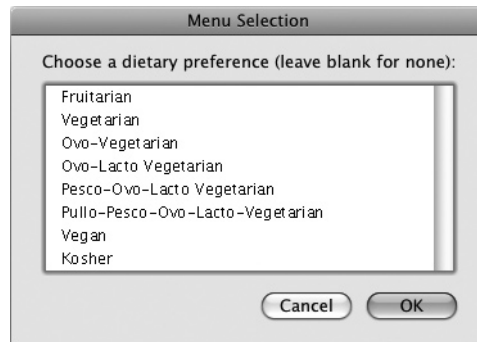 Menu Selection
Choose a dietary preference (leave blank for none):
Fruitarian
Vegetarian
Ovo-Vegetarian
Ovo-Lacto Vegetarian
Pesco-Ovo-Lacto Vegetarian
Pullo-Pesco-Ovo-Lacto-Vegetarian
Vegan
Kosher
Cancel OK